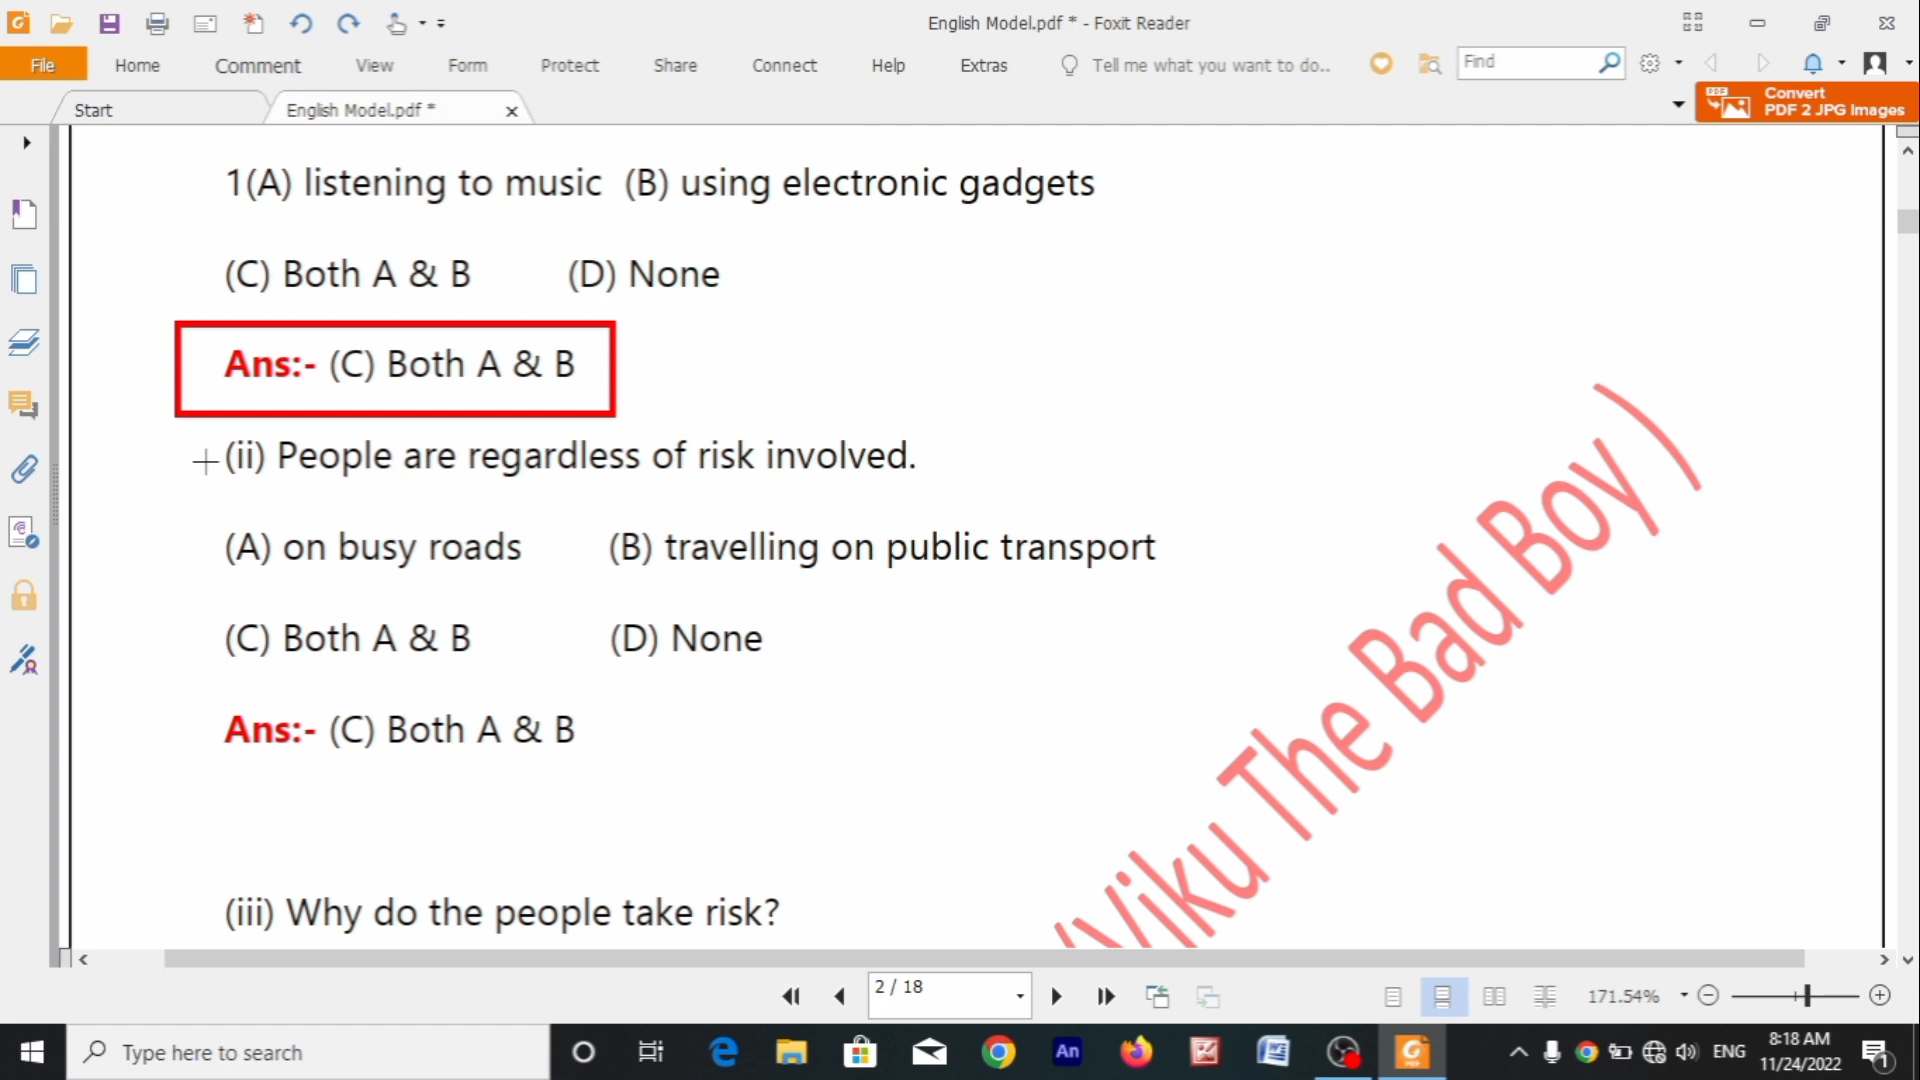 English Model.pdf * - Foxit Reader
File Home Comment View Form Protect Share Connect Help Extras Tell me what you want to do.. Find
Start English Model.pdf *
Convert
PDF 2 JPG Images
1(A) listening to music (B) using electronic gadgets
(C) Both A & B (D) None
Ans:- (C) Both A & B
(ii) People are regardless of risk involved.
(A) on busy roads (B) travelling on public transport
(C) Both A & B (D) None
Ans:- (C) Both A & B
(iii) Why do the people take risk?
(Viku The Bad Boy )
2 / 18
171.54%
Type here to search
An
ENG
8:18 AM
11/24/2022
1